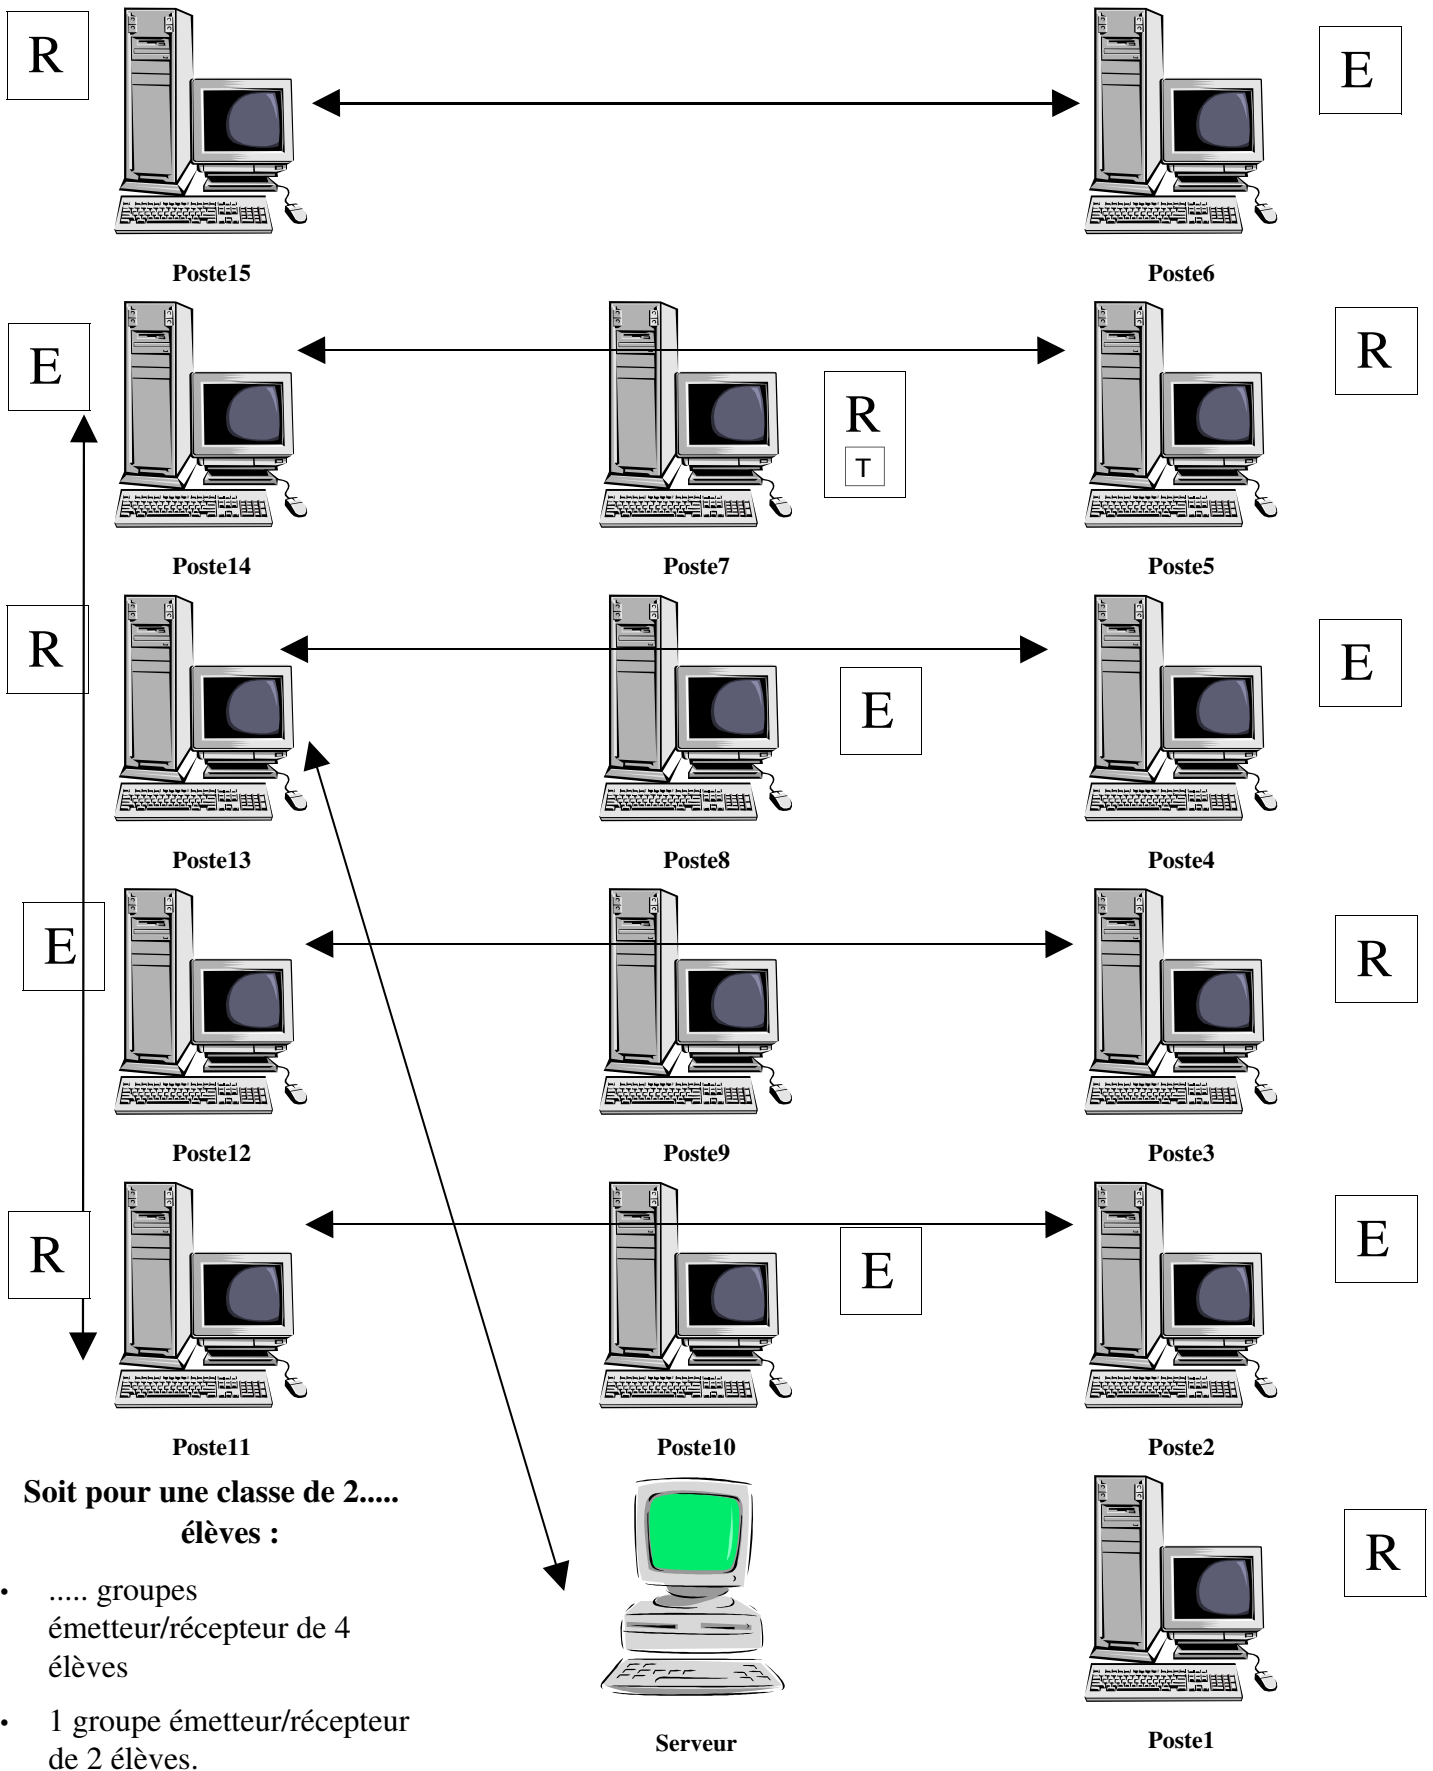 R
E
Poste15
Poste6
E
R
R
T
Poste14
Poste7
Poste5
R
E
E
Poste13
Poste8
Poste4
E
R
Poste12
Poste9
Poste3
R
E
E
Poste11
Poste10
Poste2
Soit pour une classe de 2.....
élèves :
• ..... groupes
émetteur/récepteur de 4
élèves
• 1 groupe émetteur/récepteur
de 2 élèves.
Serveur
R
Poste1